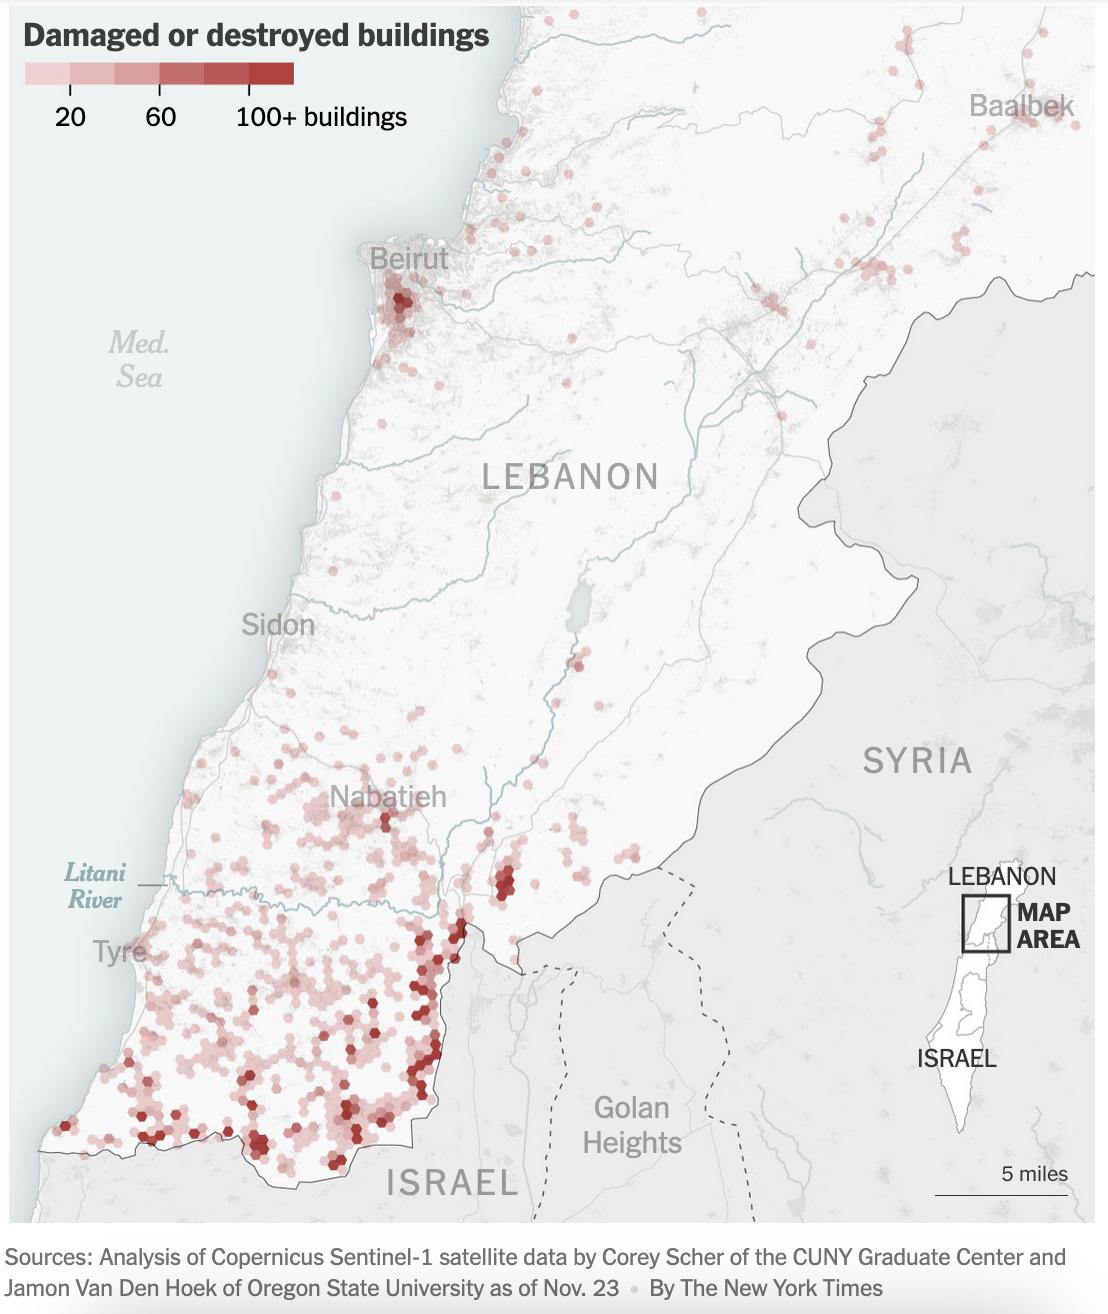 Damaged or destroyed buildings
20 60 100+ buildings
Baalbek
Beirut
Med.
Sea
LEBANON
Sidon
SYRIA
Nabatieh
Litani
River
LEBANON
MAP
AREA
Tyre
ISRAEL
Golan
Heights
5 miles
ISRAEL
Sources: Analysis of Copernicus Sentinel-1 satellite data by Corey Scher of the CUNY Graduate Center and
Jamon Van Den Hoek of Oregon State University as of Nov. 23 • By The New York Times